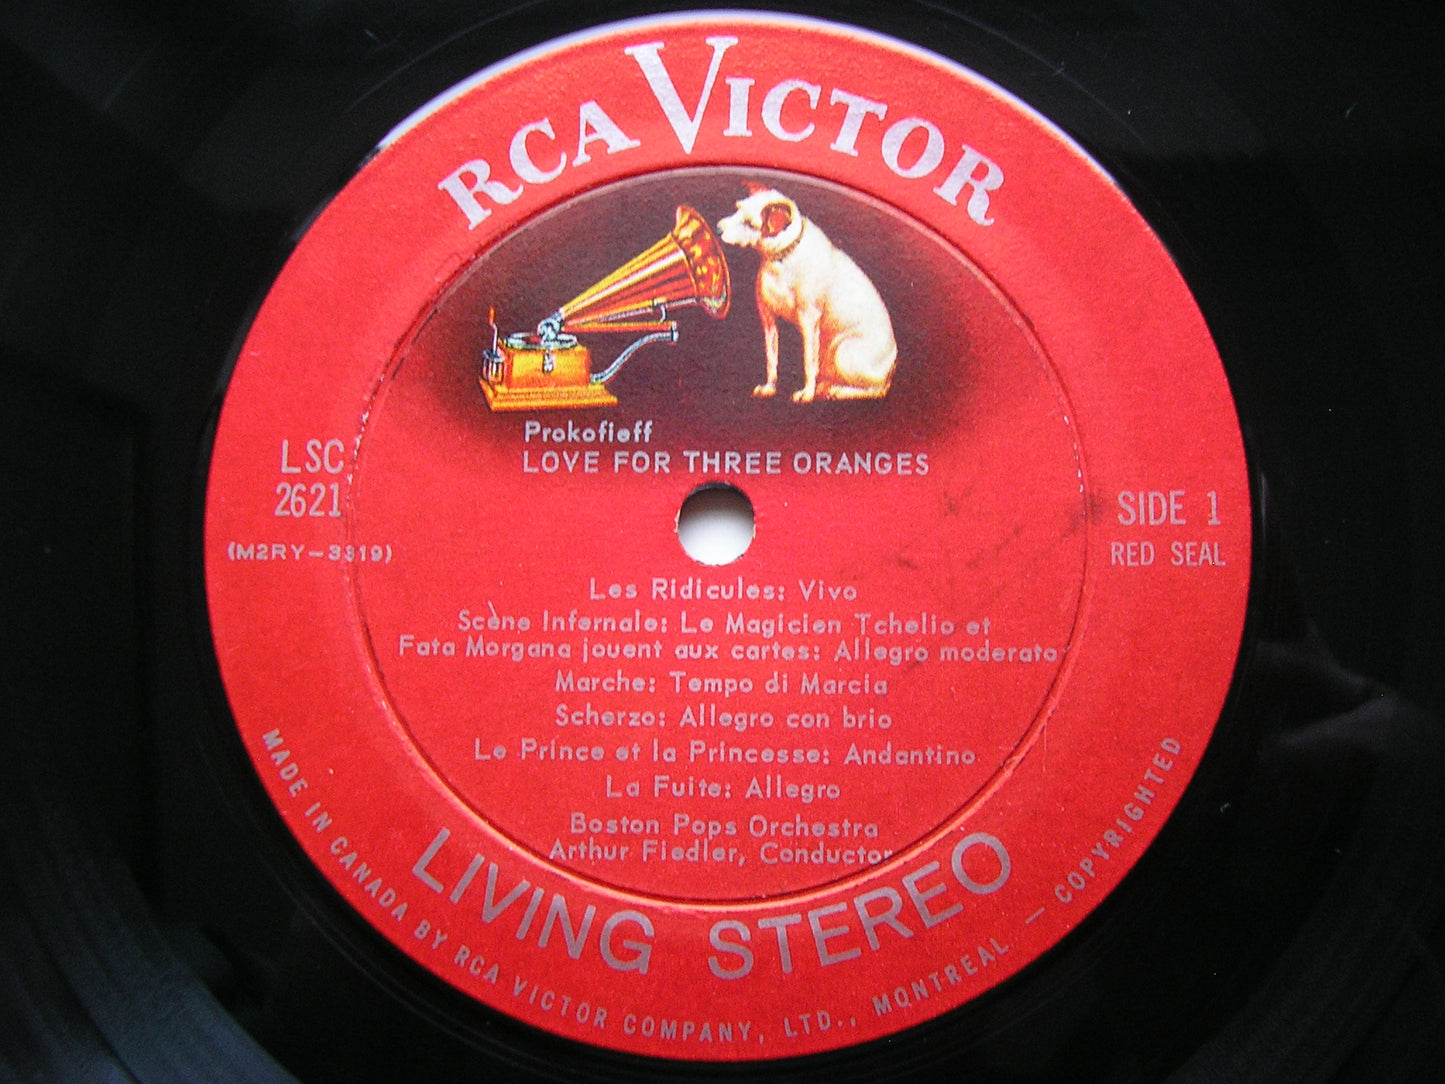 RCA VICTOR
Prokofieff
LOVE FOR THREE ORANGES
LSC
2621
(M2RY-3319)
SIDE 1
RED SEAL
Les Ridicules: Vivo
Scène Infernale: Le Magicien Tchelio et
Fata Morgana jouent aux cartes: Allegro moderato
Marche: Tempo di Marcia
Scherzo: Allegro con brio
Le Prince et la Princesse: Andantino
La Fuite: Allegro
Boston Pops Orchestra
Arthur Fiedler, Conductor
LIVING STEREO
MADE IN CANADA BY RCA VICTOR COMPANY, LTD., MONTREAL — COPYRIGHTED